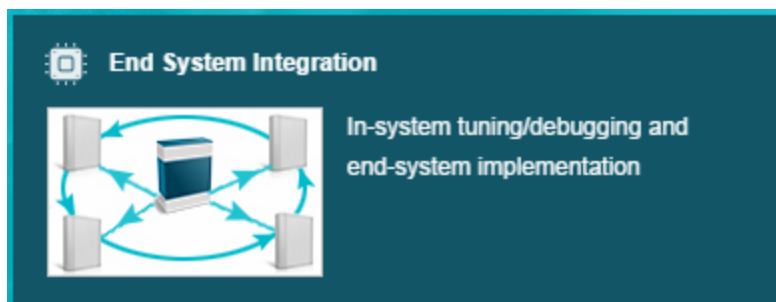 End System Integration
In-system tuning/debugging and
end-system implementation